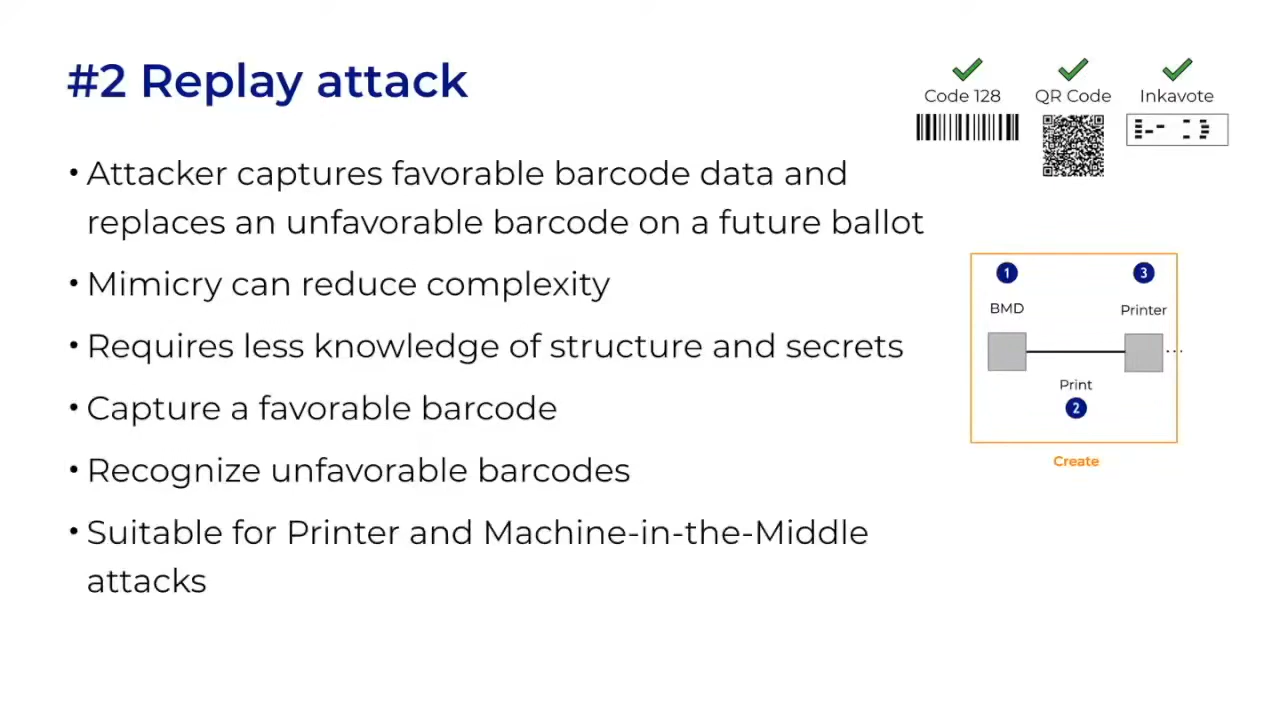 #2 Replay attack
Code 128
QR Code
Inkavote
• Attacker captures favorable barcode data and
replaces an unfavorable barcode on a future ballot
• Mimicry can reduce complexity
• Requires less knowledge of structure and secrets
• Capture a favorable barcode
• Recognize unfavorable barcodes
• Suitable for Printer and Machine-in-the-Middle
attacks
1
3
BMD
Printer
Print
2
Create